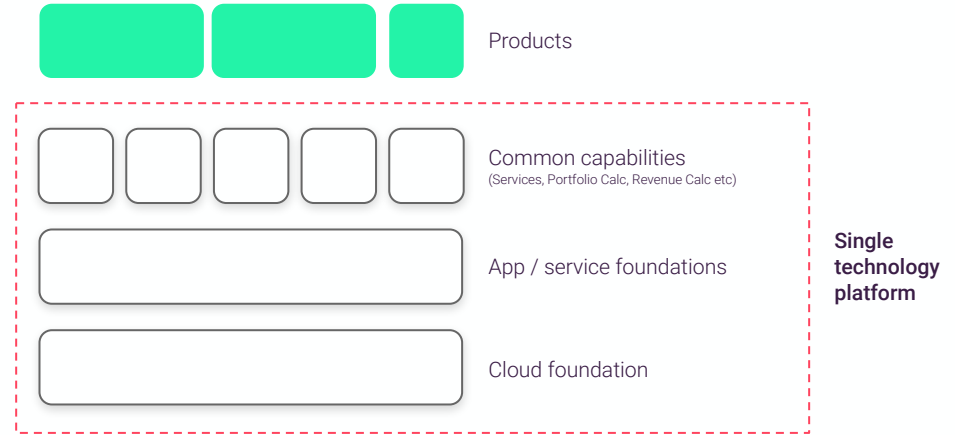 Products
Common capabilities
(Services, Portfolio Calc, Revenue Calc etc)
App / service foundations
Cloud foundation
Single
technology
platform